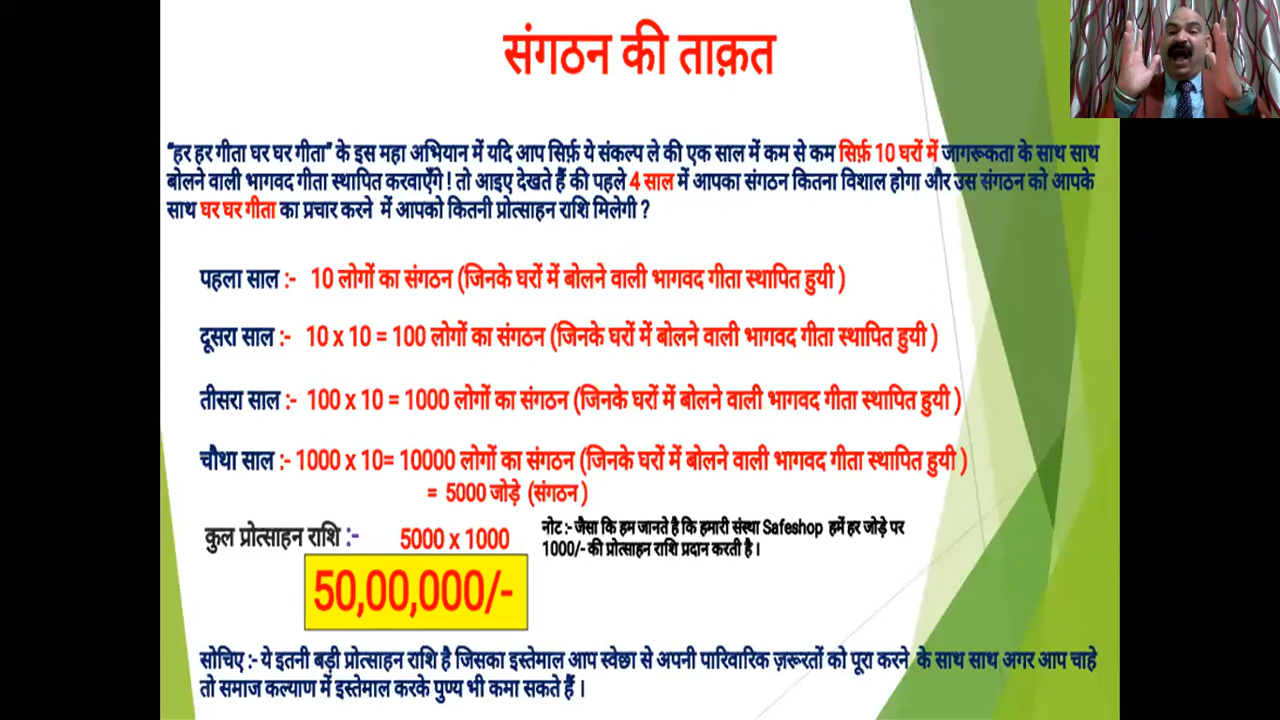 संगठन की ताक़त
“हर हर गीता घर घर गीता” के इस महा अभियान में यदि आप सिर्फ़ ये संकल्प ले की एक साल में कम से कम सिर्फ़ 10 घरों में जागरूकता के साथ साथ
बोलने वाली भागवद गीता स्थापित करवाएँगे ! तो आइए देखते हैं की पहले 4 साल में आपका संगठन कितना विशाल होगा और उस संगठन को आपके
साथ घर घर गीता का प्रचार करने में आपको कितनी प्रोत्साहन राशि मिलेगी ?
पहला साल :- 10 लोगों का संगठन (जिनके घरों में बोलने वाली भागवद गीता स्थापित हुयी )
दूसरा साल :- 10 x 10 = 100 लोगों का संगठन (जिनके घरों में बोलने वाली भागवद गीता स्थापित हुयी )
तीसरा साल :- 100 x 10 = 1000 लोगों का संगठन (जिनके घरों में बोलने वाली भागवद गीता स्थापित हुयी )
चौथा साल :- 1000 x 10= 10000 लोगों का संगठन (जिनके घरों में बोलने वाली भागवद गीता स्थापित हुयी )
= 5000 जोड़े (संगठन )
कुल प्रोत्साहन राशि :- 5000 x 1000
नोट :- जैसा कि हम जानते है कि हमारी संस्था Safeshop हमें हर जोड़े पर
1000/- की प्रोत्साहन राशि प्रदान करती है ।
50,00,000/-
सोचिए :- ये इतनी बड़ी प्रोत्साहन राशि है जिसका इस्तेमाल आप स्वेछा से अपनी पारिवारिक ज़रूरतों को पूरा करने के साथ साथ अगर आप चाहे
तो समाज कल्याण में इस्तेमाल करके पुण्य भी कमा सकते हैं ।